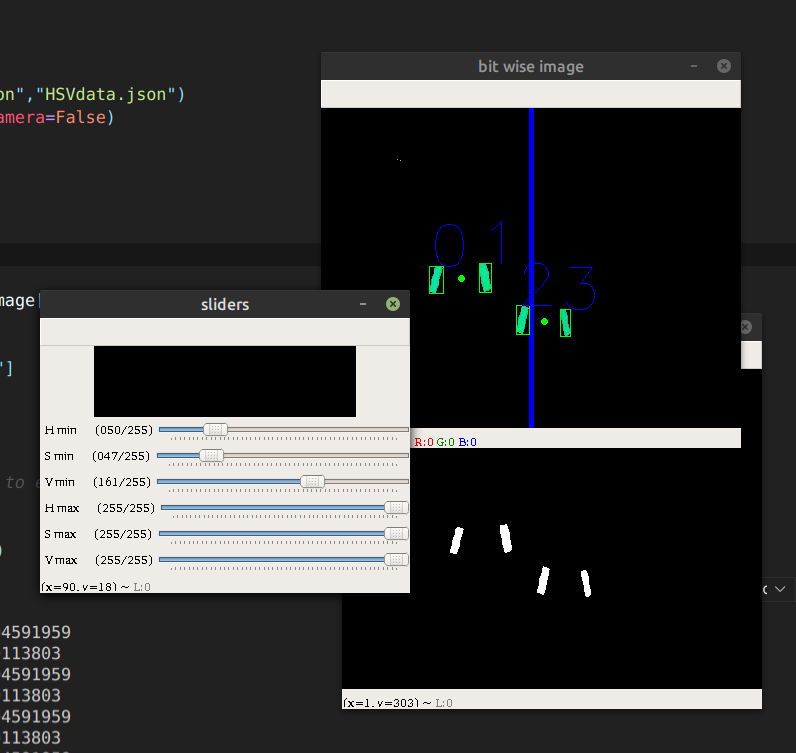 bit wise image
on","HSVdata.json")
amera=False)
0 1
2 3
mage[
sliders
"]
H min (050/255)
R:0 G:0 B:0
S min (047/255)
V min (161/255)
to
H max (255/255)
S max (255/255)
)
V max (255/255)
(x=90, y=18) ~ L:0
4591959
113803
4591959
113803
(x=1, y=303) ~ L:0
4591959
113803